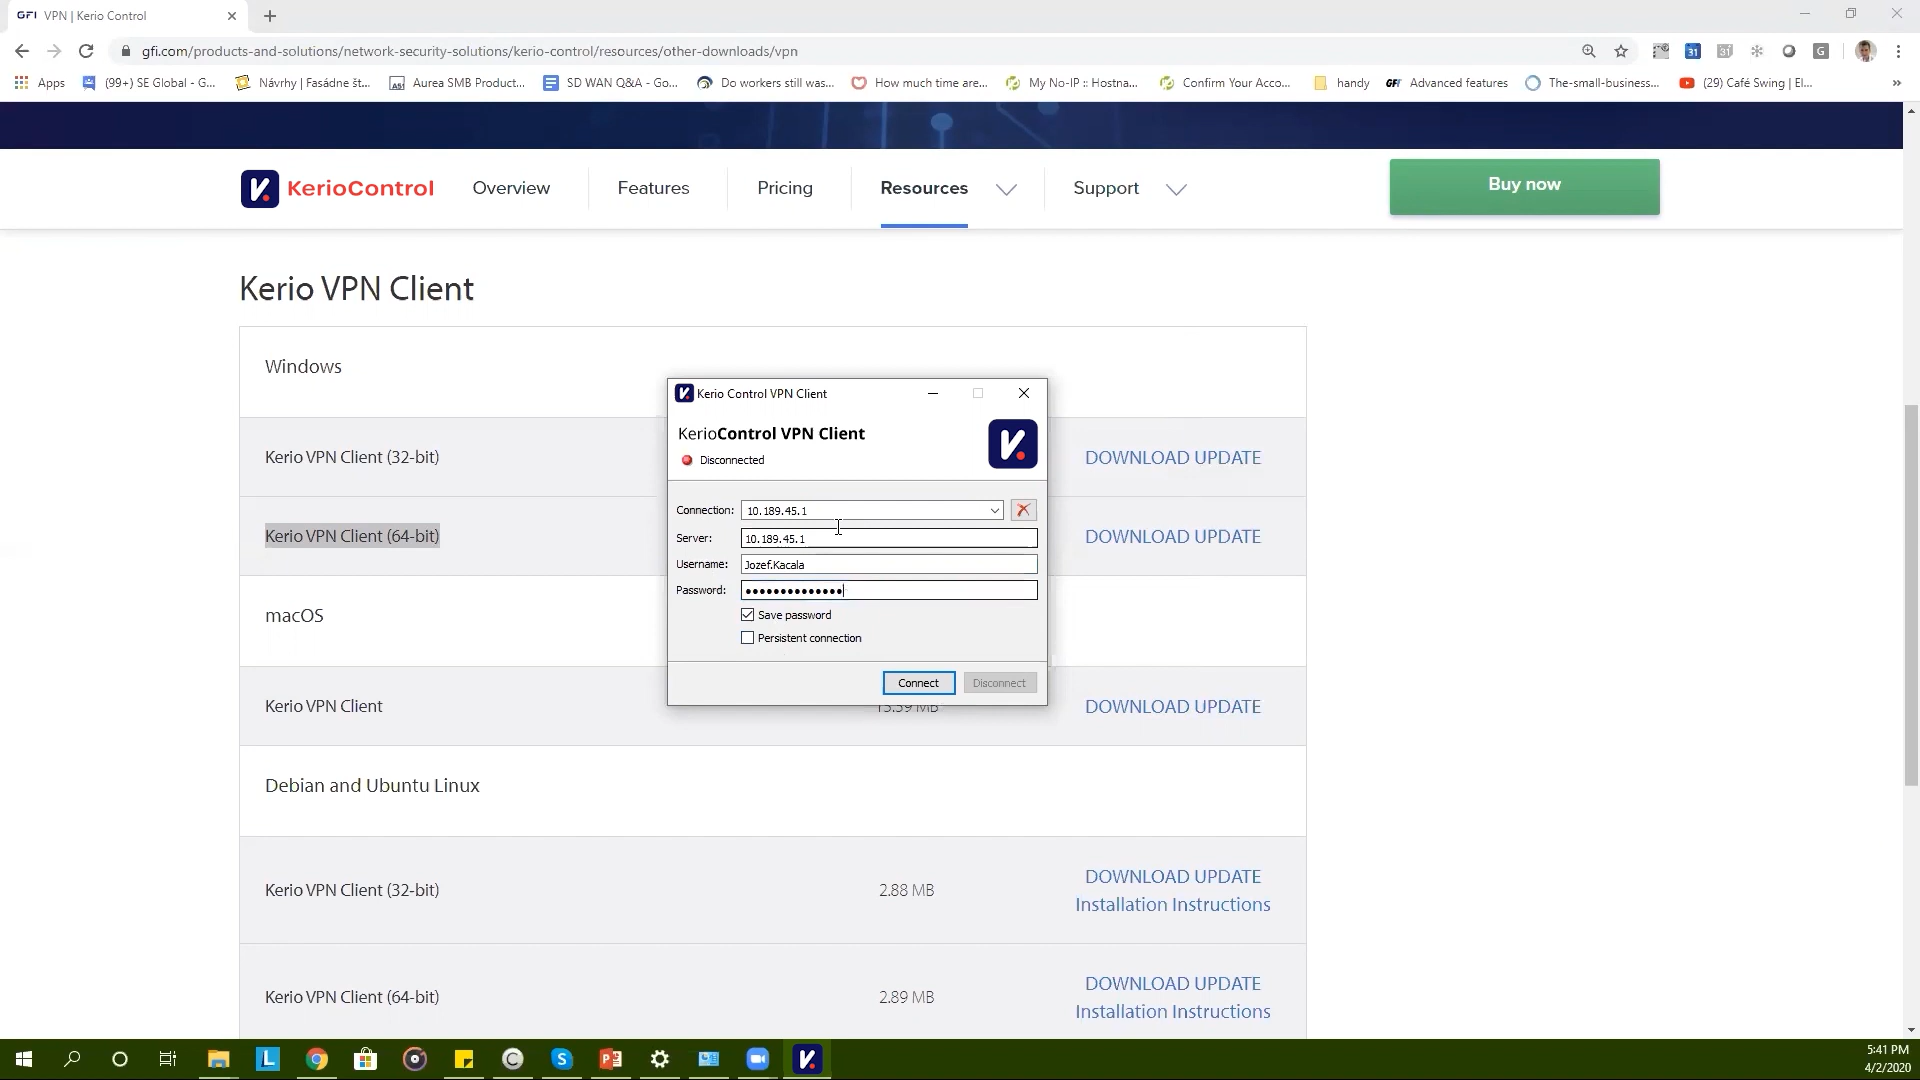 GFI VPN | Kerio Control
gfi.com/products-and-solutions/network-security-solutions/kerio-control/resources/other-downloads/vpn
Apps
(99+) SE Global - G...
Návrhy | Fasádne št...
Aurea SMB Product...
SD WAN Q&A - Go...
Do workers still was...
How much time are...
My No-IP :: Hostna...
Confirm Your Acco...
handy
GFI Advanced features
The-small-business...
(29) Café Swing | El...
»
KerioControl
Overview
Features
Pricing
Resources
Support
Buy now
Kerio VPN Client
Windows
Kerio VPN Client (32-bit)
DOWNLOAD UPDATE
Kerio VPN Client (64-bit)
DOWNLOAD UPDATE
macOS
Kerio VPN Client
13.59 MB
DOWNLOAD UPDATE
Debian and Ubuntu Linux
Kerio VPN Client (32-bit)
2.88 MB
DOWNLOAD UPDATE
Installation Instructions
Kerio VPN Client (64-bit)
2.89 MB
DOWNLOAD UPDATE
Installation Instructions
Kerio Control VPN Client
KerioControl VPN Client
Disconnected
Connection: 10.189.45.1
Server: 10.189.45.1
Username: Jozef.Kacala
Password: ••••••••••••••
Save password
Persistent connection
Connect
Disconnect
5:41 PM
4/2/2020